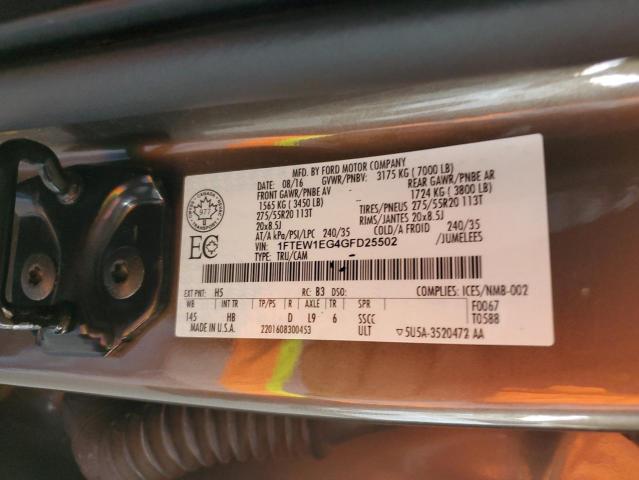 MFD. BY FORD MOTOR COMPANY
08/16 GVWR/PNBV: 3175 KG ( 7000 LB)
FRONT GAWR/PNBE AV REAR GAWR/PNBE AR
1565 KG ( 3450 LB) 1724 KG ( 3800 LB)
275/55R20 113T TIRES/PNEUS 275/55R20 113T
20x8.5J RIMS/JANTES 20x8.5J
AT/A kPa/PSI/LPC 240/35 COLD/A FROID 240/35
VIN: 1FTEW1EG4GFD25502 /JUMELEES
TYPE: TRU/CAM
977
EC
EXT PNT: H5 RC: B3 DSO: COMPLIES: ICES/NMB-002
WB INT TR TP/PS R AXLE TR SPR F0067
145 HB D L9 6 SSCC T0588
MADE IN U.S.A. 2201608300453 ULT ▽5U5A-3520472 AA